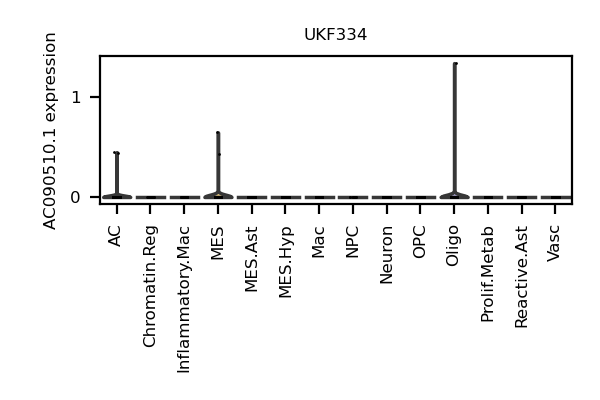 UKF334
AC090510.1 expression
1
0
AC
Chromatin.Reg
Inflammatory.Mac
MES
MES.Ast
MES.Hyp
Mac
NPC
Neuron
OPC
Oligo
Prolif.Metab
Reactive.Ast
Vasc